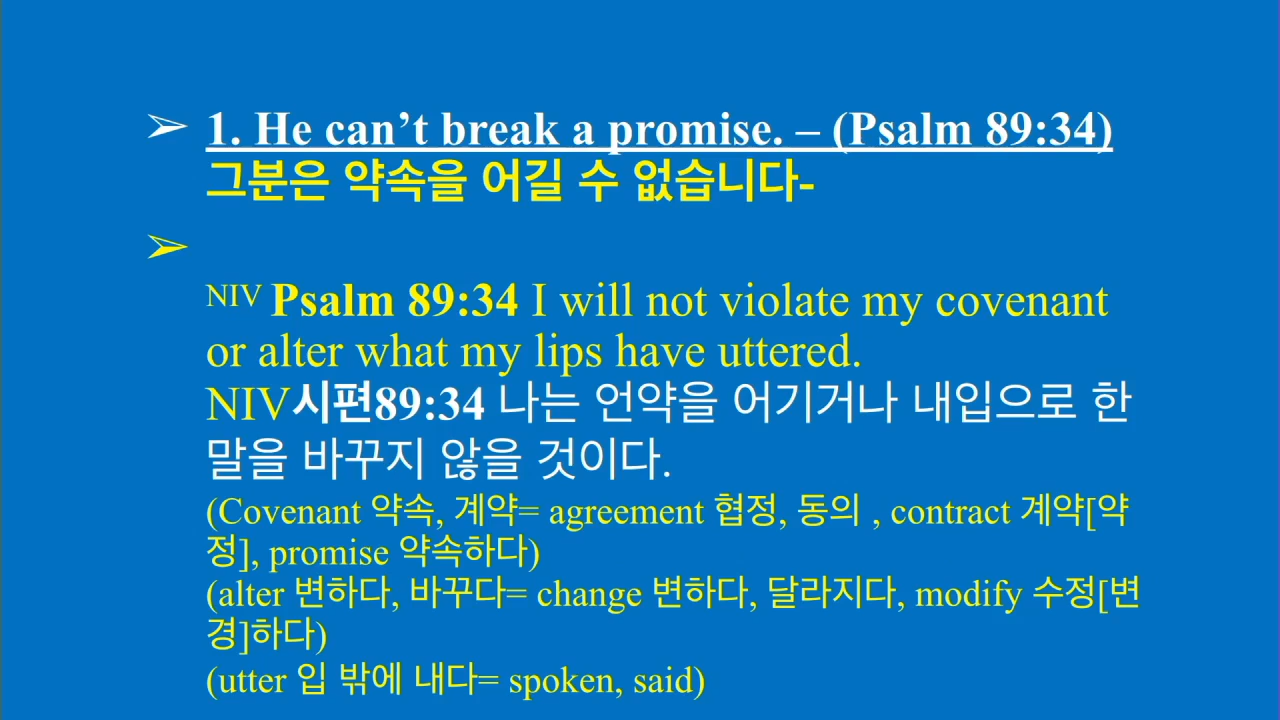 ➢ 1. He can’t break a promise. – (Psalm 89:34)
그분은 약속을 어길 수 없습니다-
➢
NIV Psalm 89:34 I will not violate my covenant
or alter what my lips have uttered.
NIV시편89:34 나는 언약을 어기거나 내입으로 한
말을 바꾸지 않을 것이다.
(Covenant 약속, 계약= agreement 협정, 동의 , contract 계약[약
정], promise 약속하다)
(alter 변하다, 바꾸다= change 변하다, 달라지다, modify 수정[변
경]하다)
(utter 입 밖에 내다= spoken, said)